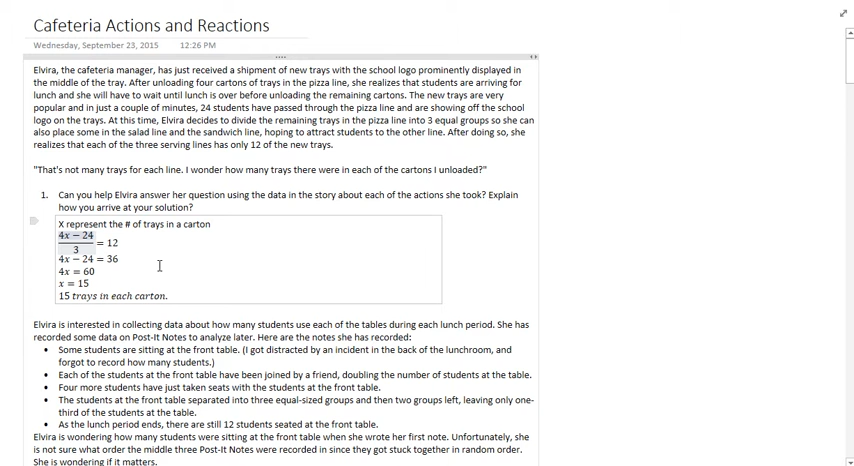 Cafeteria Actions and Reactions
Wednesday, September 23, 2015 12:26 PM
Elvira, the cafeteria manager, has just received a shipment of new trays with the school logo prominently displayed in
the middle of the tray. After unloading four cartons of trays in the pizza line, she realizes that students are arriving for
lunch and she will have to wait until lunch is over before unloading the remaining cartons. The new trays are very
popular and in just a couple of minutes, 24 students have passed through the pizza line and are showing off the school
logo on the trays. At this time, Elvira decides to divide the remaining trays in the pizza line into 3 equal groups so she can
also place some in the salad line and the sandwich line, hoping to attract students to the other line. After doing so, she
realizes that each of the three serving lines has only 12 of the new trays.
"That's not many trays for each line. I wonder how many trays there were in each of the cartons I unloaded?"
1. Can you help Elvira answer her question using the data in the story about each of the actions she took? Explain
how you arrive at your solution?
X represent the # of trays in a carton
4x − 24
3
= 12
4x − 24 = 36
4x = 60
x = 15
15 trays in each carton.
Elvira is interested in collecting data about how many students use each of the tables during each lunch period. She has
recorded some data on Post-It Notes to analyze later. Here are the notes she has recorded:
• Some students are sitting at the front table. (I got distracted by an incident in the back of the lunchroom, and
forgot to record how many students.)
• Each of the students at the front table have been joined by a friend, doubling the number of students at the table.
• Four more students have just taken seats with the students at the front table.
• The students at the front table separated into three equal-sized groups and then two groups left, leaving only one-
third of the students at the table.
• As the lunch period ends, there are still 12 students seated at the front table.
Elvira is wondering how many students were sitting at the front table when she wrote her first note. Unfortunately, she
is not sure what order the middle three Post-It Notes were recorded in since they got stuck together in random order.
She is wondering if it matters.